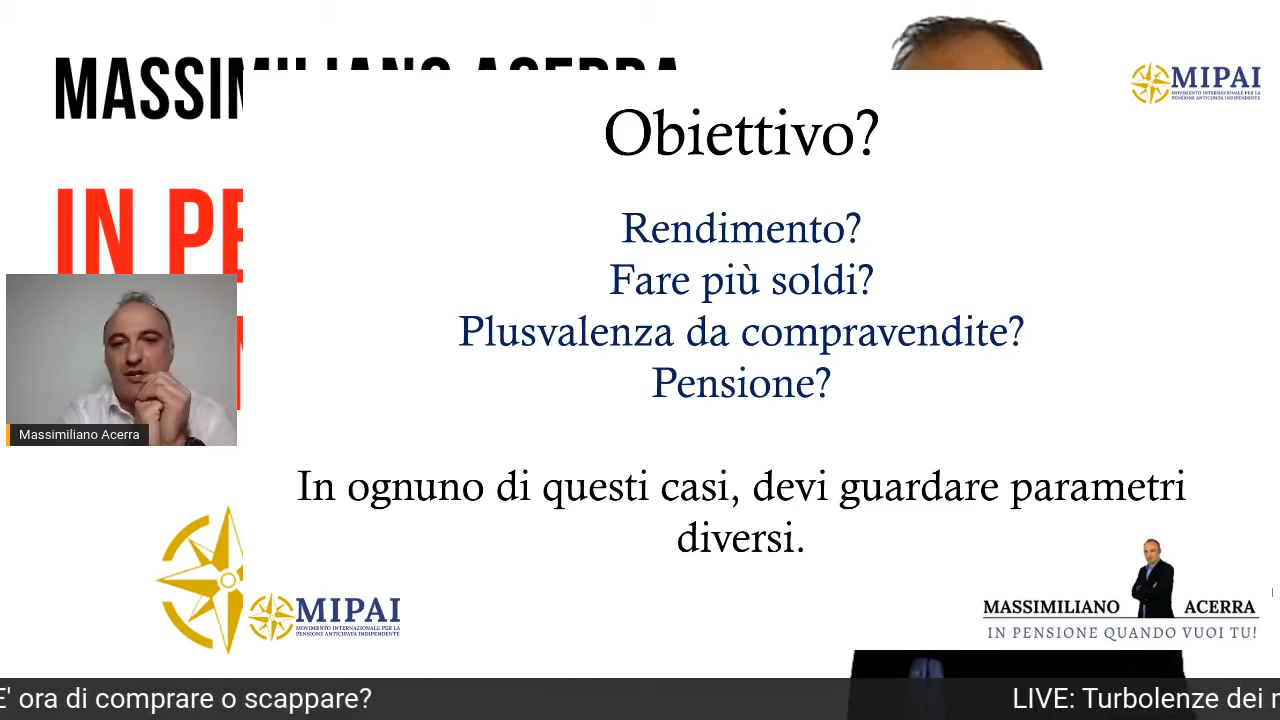 MASSIMILIANO ACERRA
MIPAI
MOVIMENTO INTERNAZIONALE PER LA
PENSIONE ANTICIPATA INDIPENDENTE
Obiettivo?
IN PE
Rendimento?
Fare più soldi?
Plusvalenza da compravendite?
Pensione?
Massimiliano Acerra
In ognuno di questi casi, devi guardare parametri
diversi.
MIPAI
MOVIMENTO INTERNAZIONALE PER LA
PENSIONE ANTICIPATA INDIPENDENTE
MASSIMILIANO ACERRA
IN PENSIONE QUANDO VUOI TU!
E' ora di comprare o scappare?
LIVE: Turbolenze dei